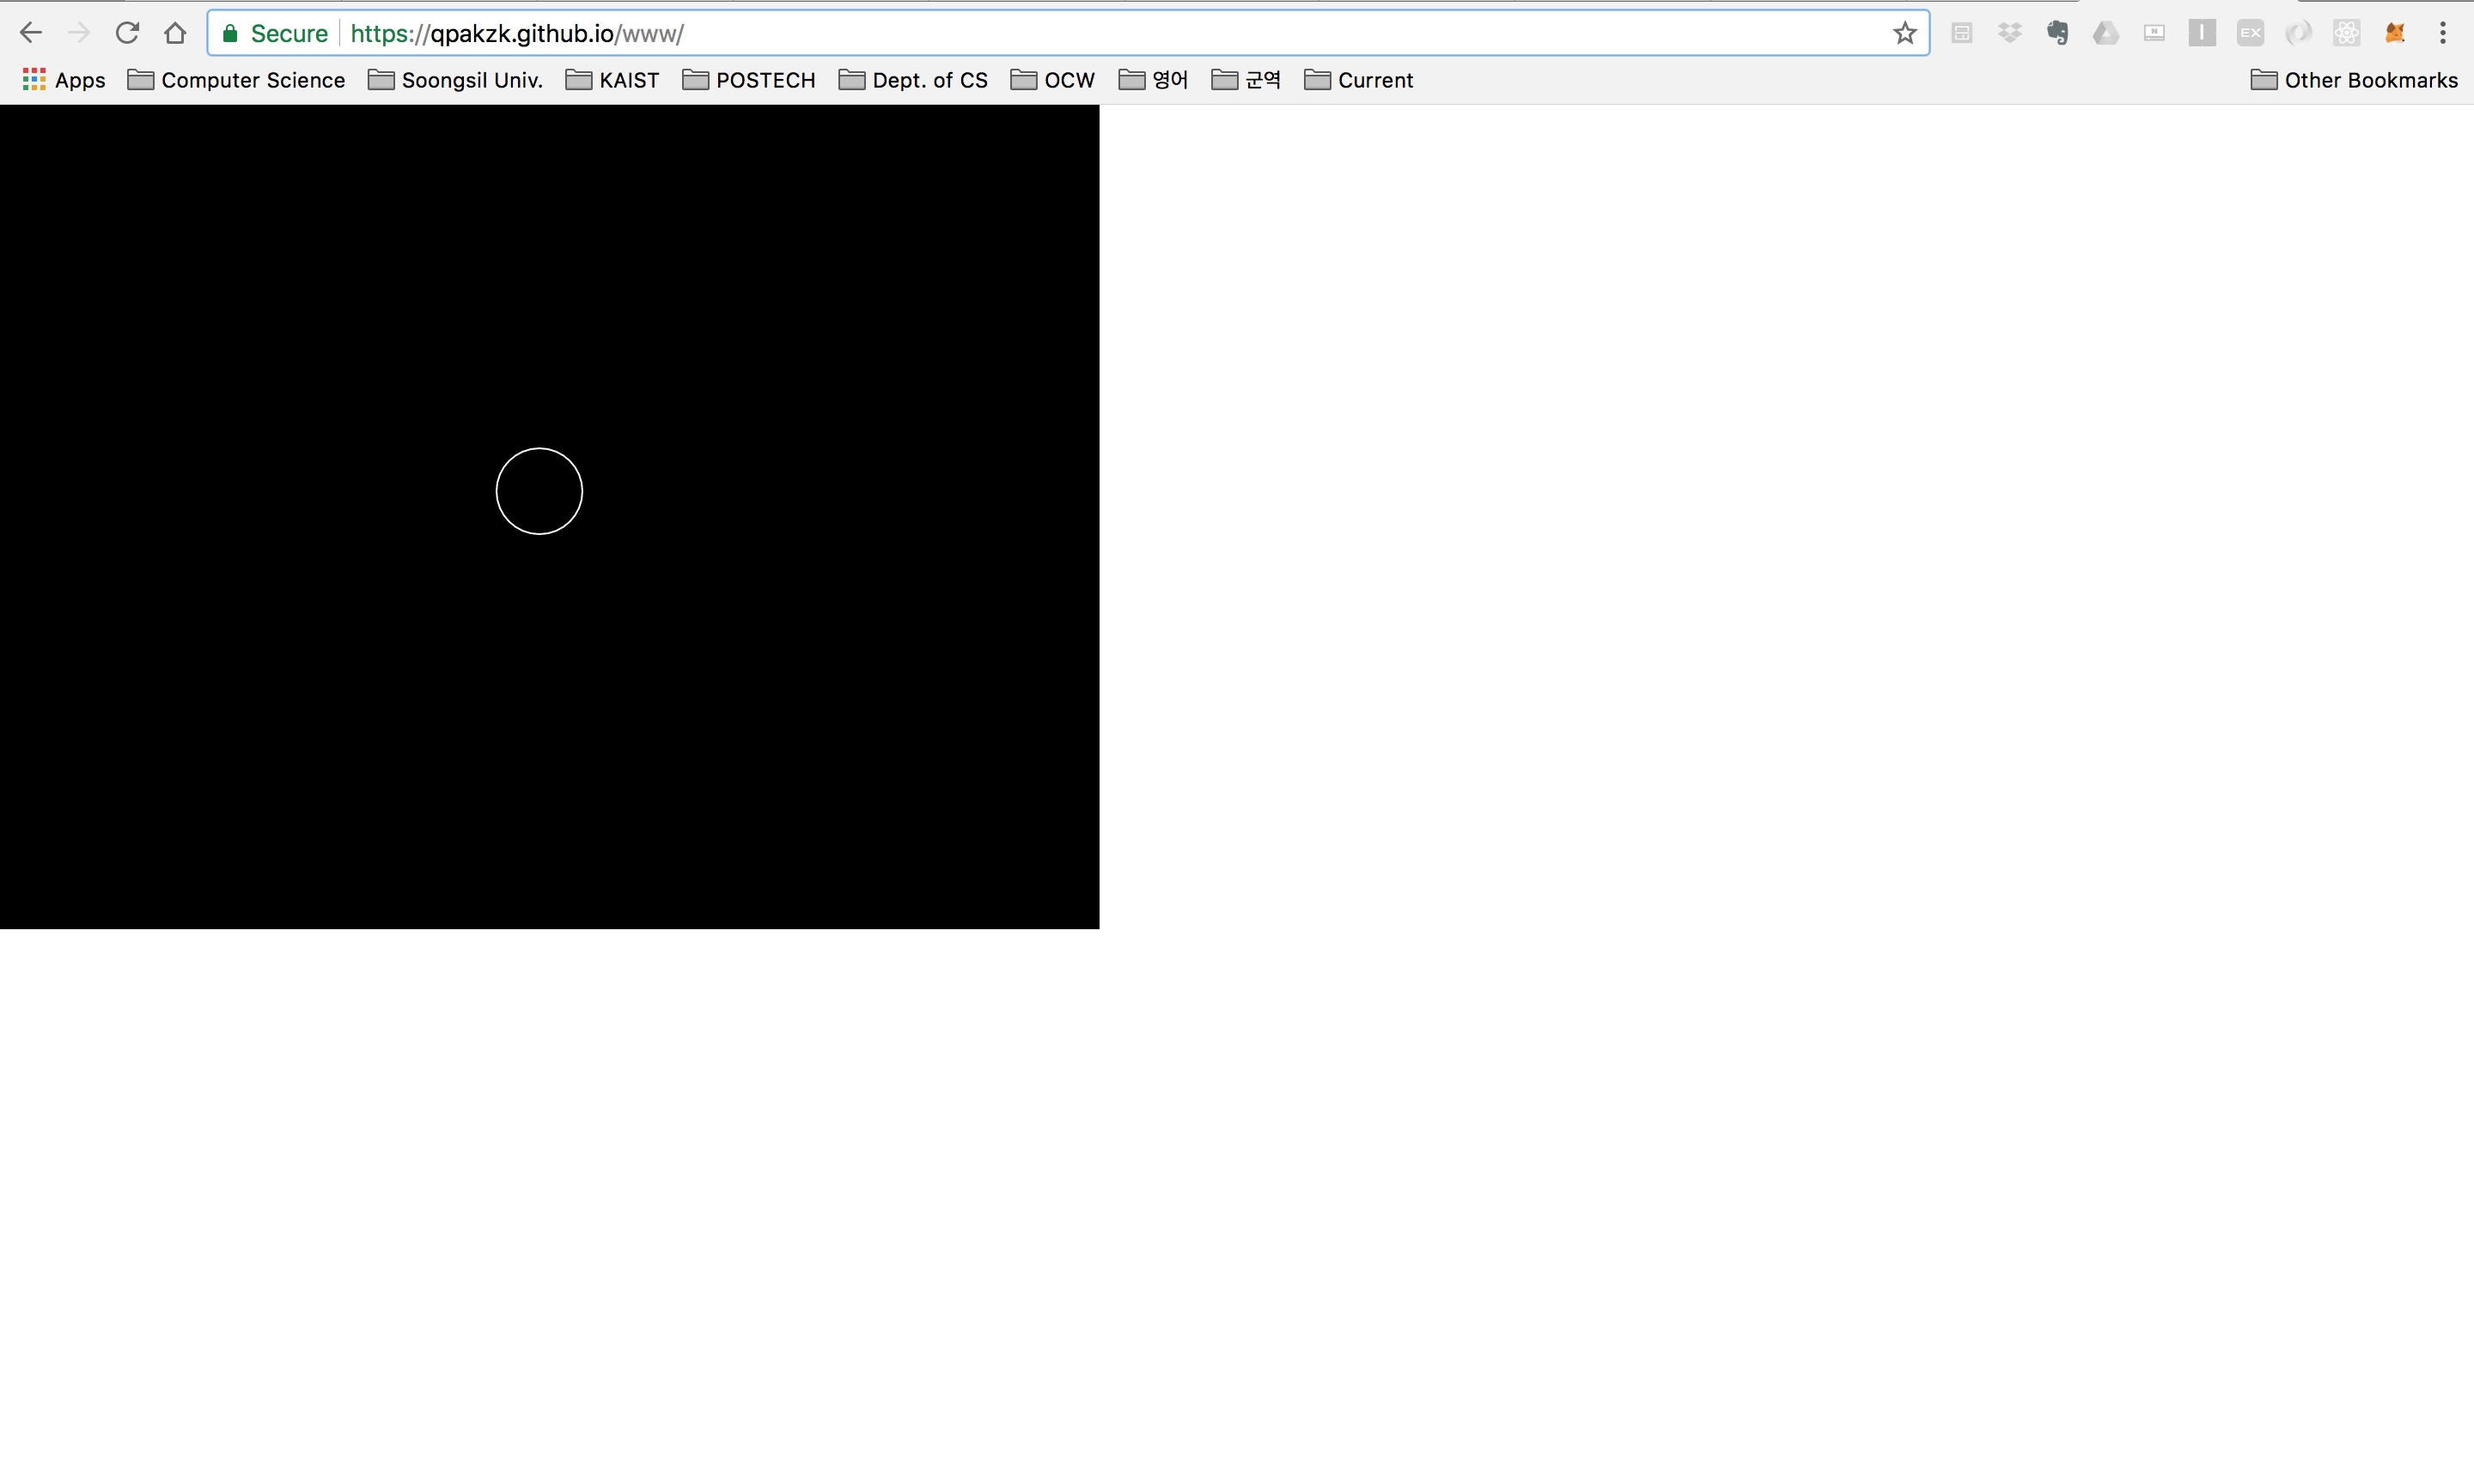 Secure https://qpakzk.github.io/www/
EX
Apps Computer Science Soongsil Univ. KAIST POSTECH Dept. of CS OCW 영어 군역 Current Other Bookmarks